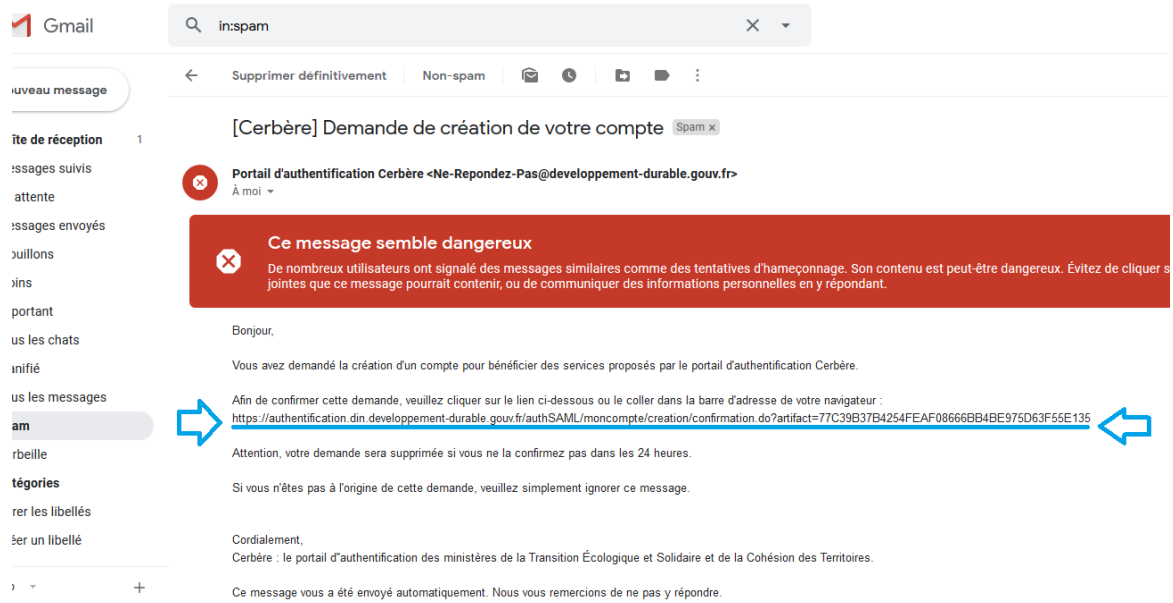 Gmail
in:spam
Supprimer définitivement
Non-spam
uveau message
îte de réception 1
essages suivis
attente
essages envoyés
ouillons
oins
portant
us les chats
anifié
us les messages
am
rbeille
tégories
rer les libellés
éer un libellé
[Cerbère] Demande de création de votre compte Spam x
Portail d'authentification Cerbère <Ne-Repondez-Pas@developpement-durable.gouv.fr>
À moi
Ce message semble dangereux
De nombreux utilisateurs ont signalé des messages similaires comme des tentatives d'hameçonnage. Son contenu est peut-être dangereux. Évitez de cliquer s
jointes que ce message pourrait contenir, ou de communiquer des informations personnelles en y répondant.
Bonjour,
Vous avez demandé la création d'un compte pour bénéficier des services proposés par le portail d'authentification Cerbère.
Afin de confirmer cette demande, veuillez cliquer sur le lien ci-dessous ou le coller dans la barre d'adresse de votre navigateur :
https://authentification.din.developpement-durable.gouv.fr/authSAML/moncompte/creation/confirmation.do?artifact=77C39B37B4254FEAF08666BB4BE975D63F55E135
Attention, votre demande sera supprimée si vous ne la confirmez pas dans les 24 heures.
Si vous n'êtes pas à l'origine de cette demande, veuillez simplement ignorer ce message.
Cordialement,
Cerbère : le portail d"authentification des ministères de la Transition Écologique et Solidaire et de la Cohésion des Territoires.
Ce message vous a été envoyé automatiquement. Nous vous remercions de ne pas y répondre.